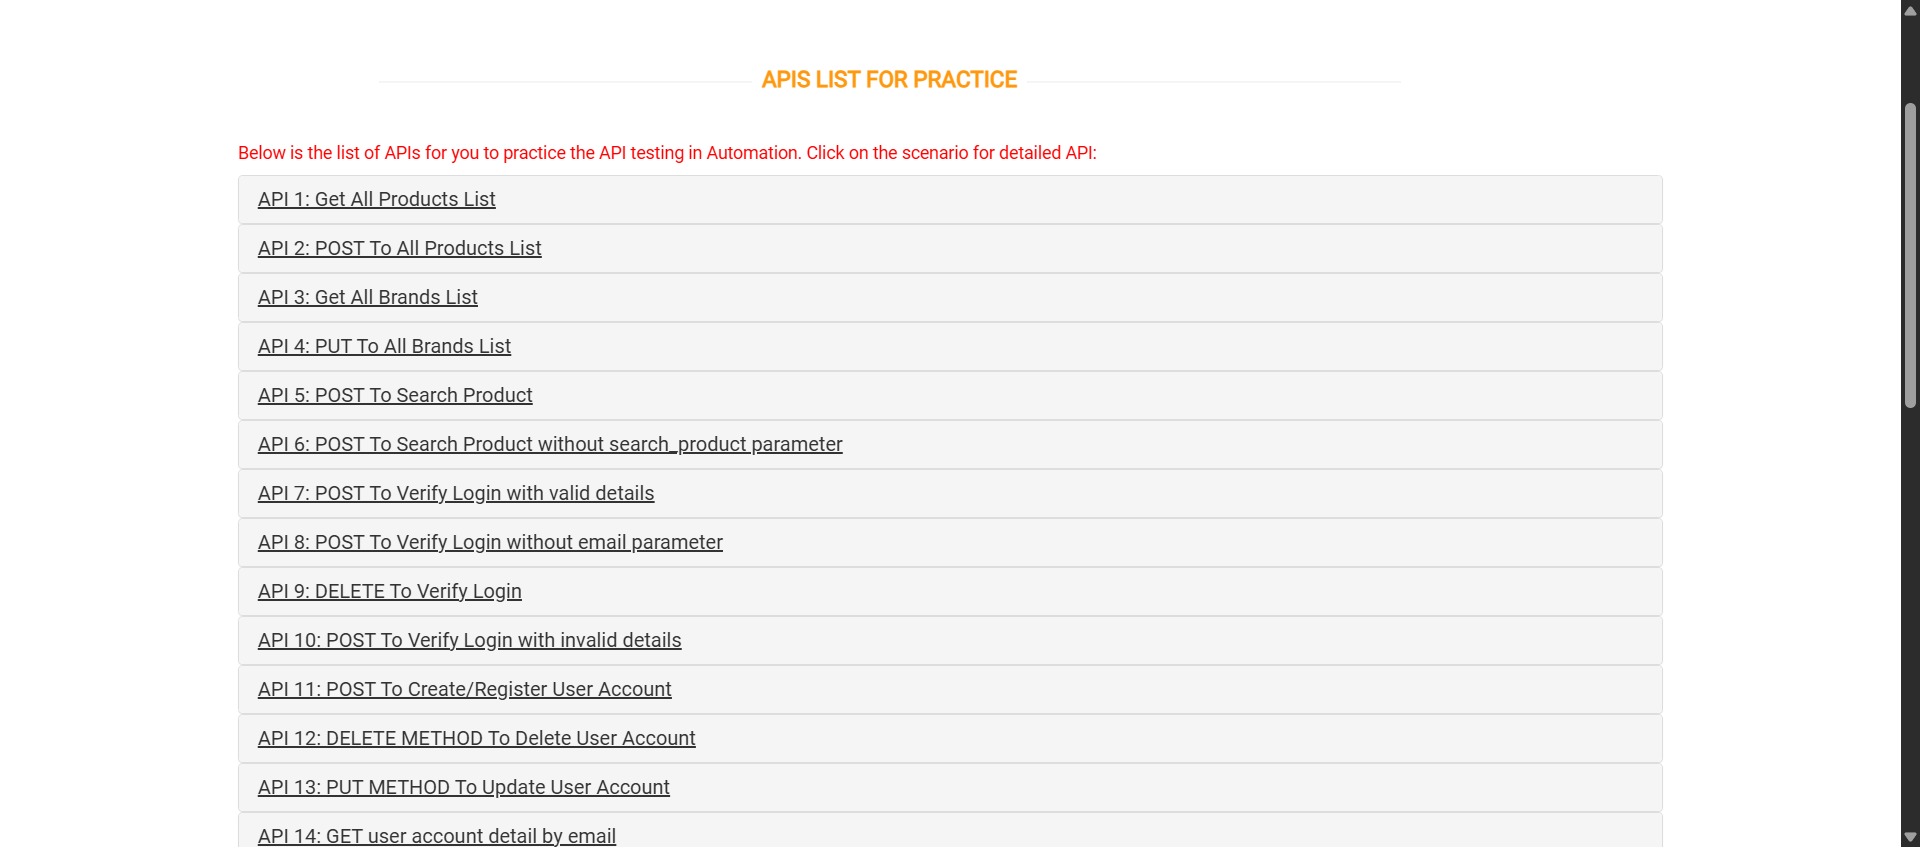 APIS LIST FOR PRACTICE
Below is the list of APIs for you to practice the API testing in Automation. Click on the scenario for detailed API:
API 1: Get All Products List
API 2: POST To All Products List
API 3: Get All Brands List
API 4: PUT To All Brands List
API 5: POST To Search Product
API 6: POST To Search Product without search_product parameter
API 7: POST To Verify Login with valid details
API 8: POST To Verify Login without email parameter
API 9: DELETE To Verify Login
API 10: POST To Verify Login with invalid details
API 11: POST To Create/Register User Account
API 12: DELETE METHOD To Delete User Account
API 13: PUT METHOD To Update User Account
API 14: GET user account detail by email